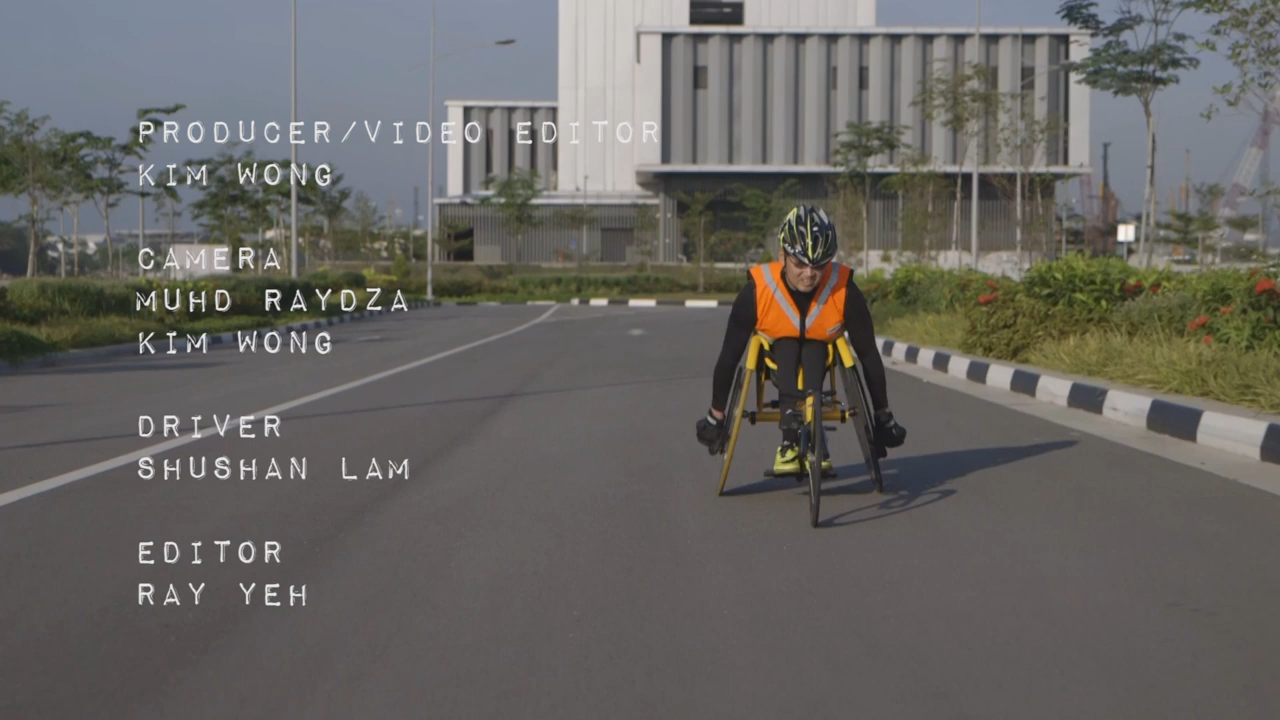 PRODUCER/VIDEO EDITOR
KIM WONG
CAMERA
MUHD RAYDZA
KIM WONG
DRIVER
SHUSHAN LAM
EDITOR
RAY YEH